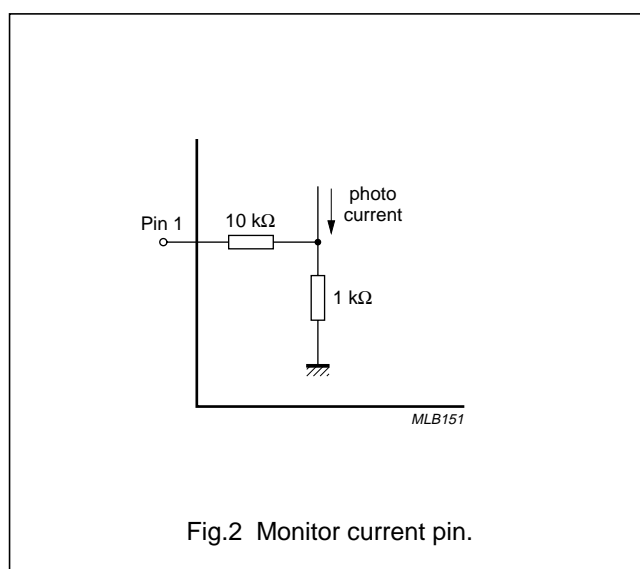 photo
current
Pin 1
10 kΩ
1 kΩ
MLB151
Fig.2 Monitor current pin.